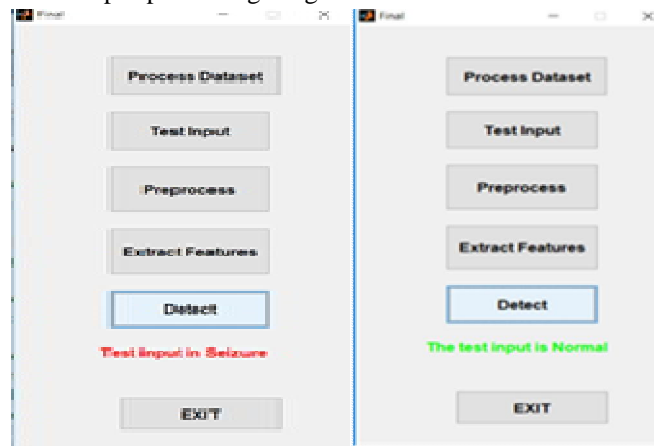 Final
Process Dataset
Test Input
Preprocess
Extract Features
Detect
Test Input in Seizure
EXIT
Final
Process Dataset
Test Input
Preprocess
Extract Features
Detect
The test input is Normal
EXIT